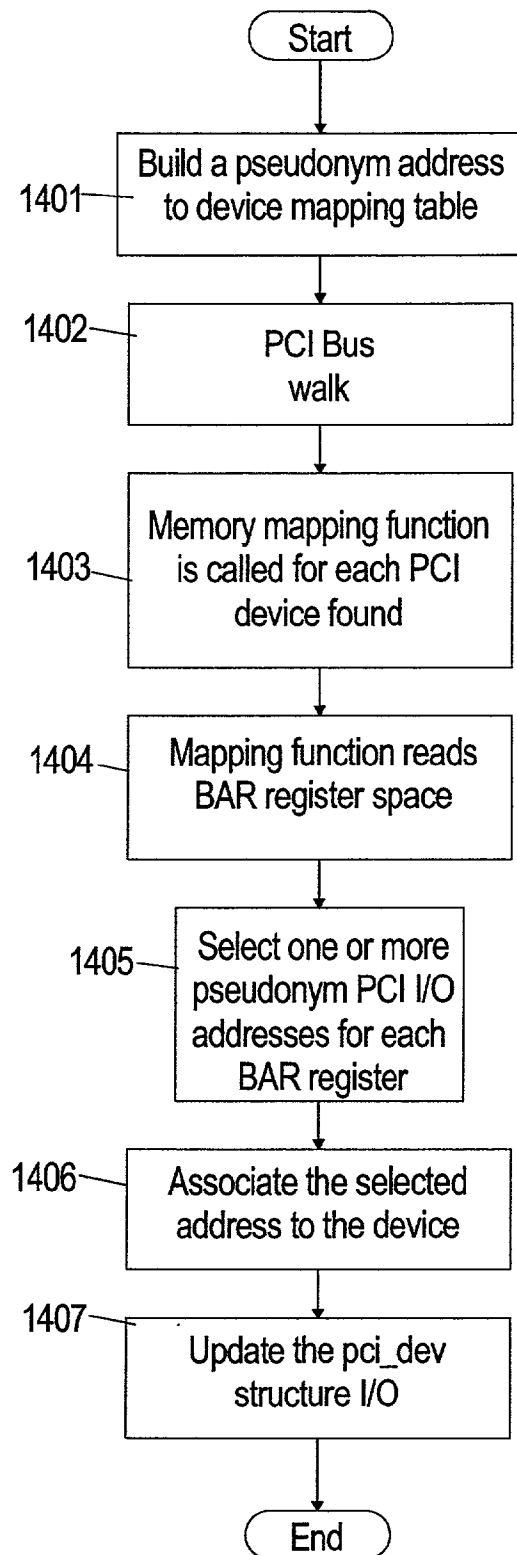 Start
1401
Build a pseudonym address
to device mapping table
1402
PCI Bus
walk
1403
Memory mapping function
is called for each PCI
device found
1404
Mapping function reads
BAR register space
1405
Select one or more
pseudonym PCI I/O
addresses for each
BAR register
1406
Associate the selected
address to the device
1407
Update the pci_dev
structure I/O
End